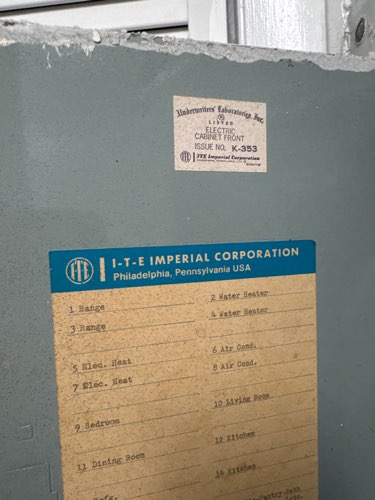 Underwriters' Laboratories, Inc.
LISTED
ELECTRIC
CABINET FRONT
ISSUE NO. K-353
ITE Imperial Corporation
ITE I-T-E IMPERIAL CORPORATION
Philadelphia, Pennsylvania USA
1 Range 2 Water Heater
3 Range 4 Water Heater
5 Elec. Heat 6 Air Cond.
7 Elec. Heat 8 Air Cond.
9 Bedroom 10 Living Room
11 Dining Room 12 Kitchen
14 Kitchen